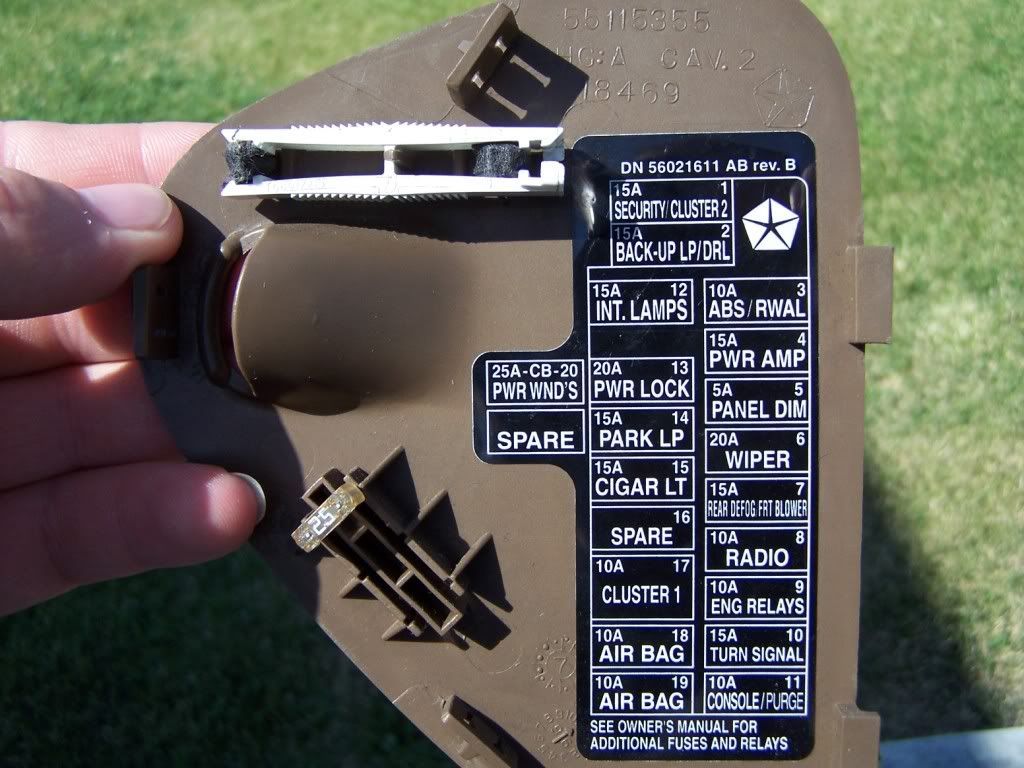 55115355
CAV. 2
18469
DN 56021611 AB rev. B
15A 1
SECURITY/CLUSTER 2
15A 2
BACK-UP LP/DRL
15A 12
INT. LAMPS
10A 3
ABS/RWAL
15A 4
PWR AMP
25A-CB-20
PWR WND'S
20A 13
PWR LOCK
5A 5
PANEL DIM
SPARE
15A 14
PARK LP
20A 6
WIPER
15A 15
CIGAR LT
15A 7
REAR DEFOG/FRT BLOWER
16
SPARE
10A 8
RADIO
10A 17
CLUSTER 1
10A 9
ENG RELAYS
10A 18
AIR BAG
15A 10
TURN SIGNAL
10A 19
AIR BAG
10A 11
CONSOLE/PURGE
SEE OWNER'S MANUAL FOR
ADDITIONAL FUSES AND RELAYS
25